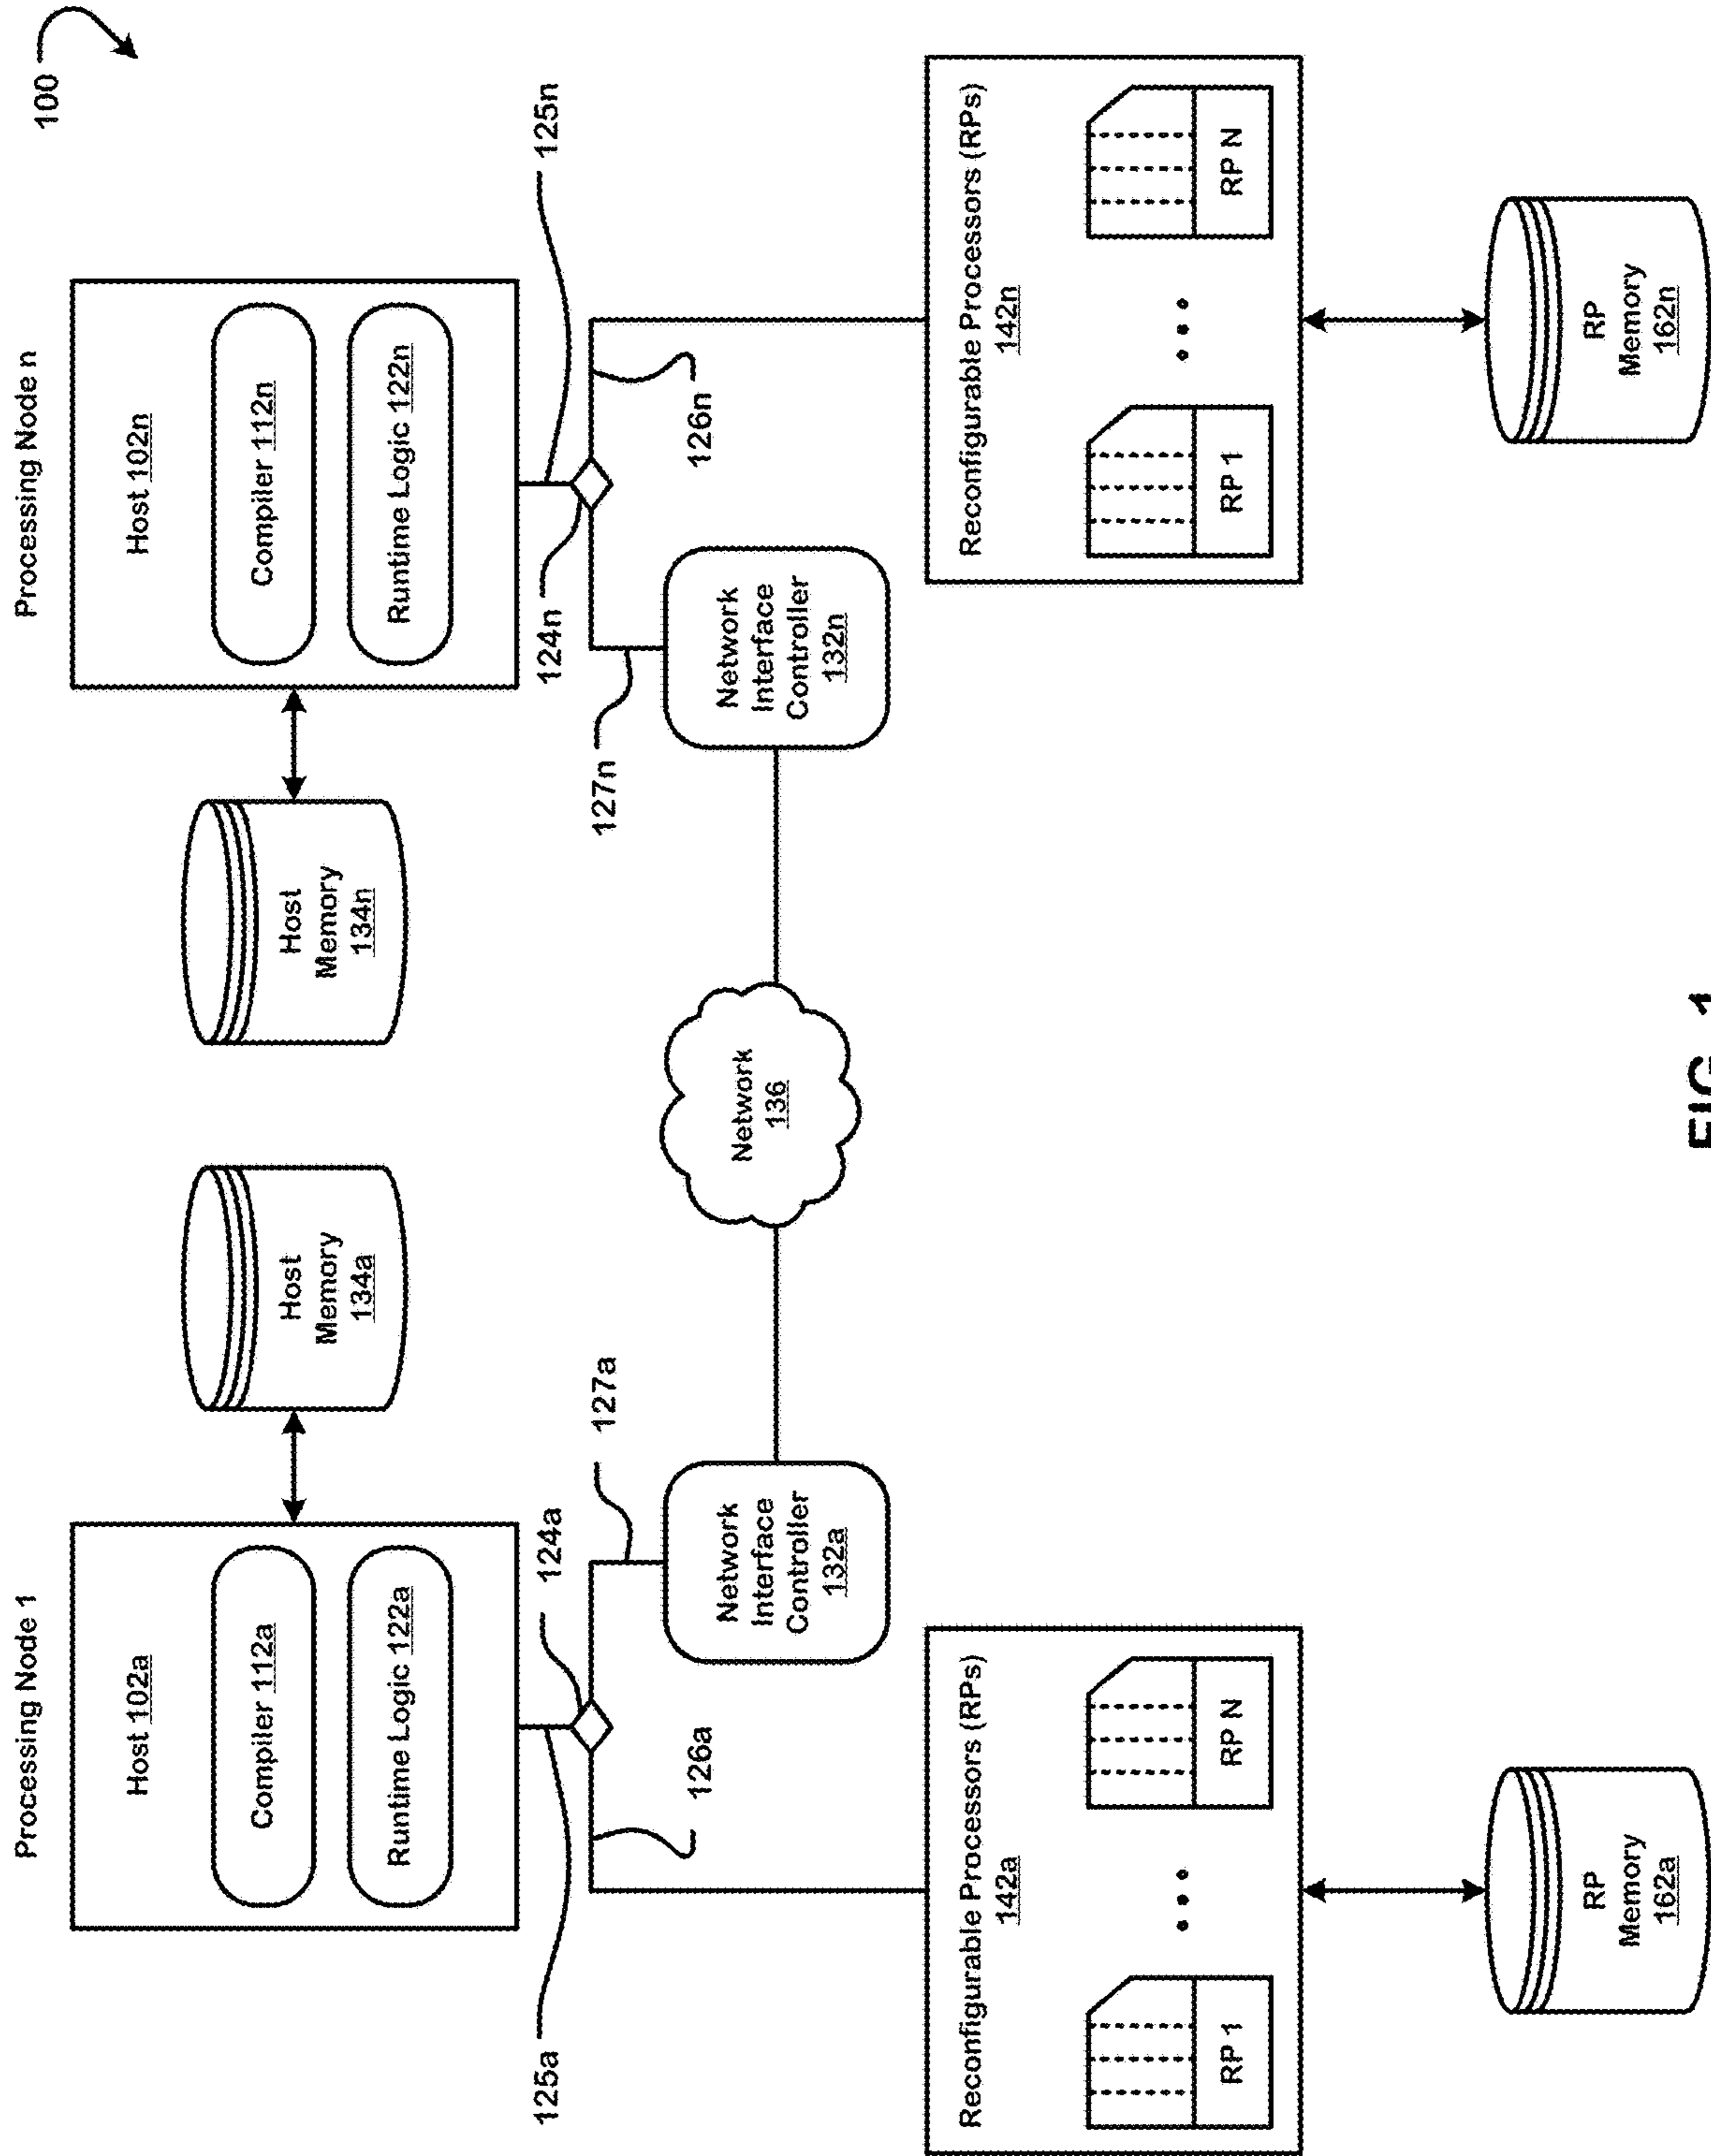 100
Processing Node 1
Processing Node n
Host 102a
Compiler 112a
Runtime Logic 122a
Host
Memory
134a
Host
Memory
134n
Host 102n
Compiler 112n
Runtime Logic 122n
125a
124a
126a
127a
124n
125n
127n
126n
Network
Interface
Controller
132a
Network
136
Network
Interface
Controller
132n
Reconfigurable Processors (RPs)
142a
RP 1
RP N
Reconfigurable Processors (RPs)
142n
RP 1
RP N
RP
Memory
162a
RP
Memory
162n
FIG. 1